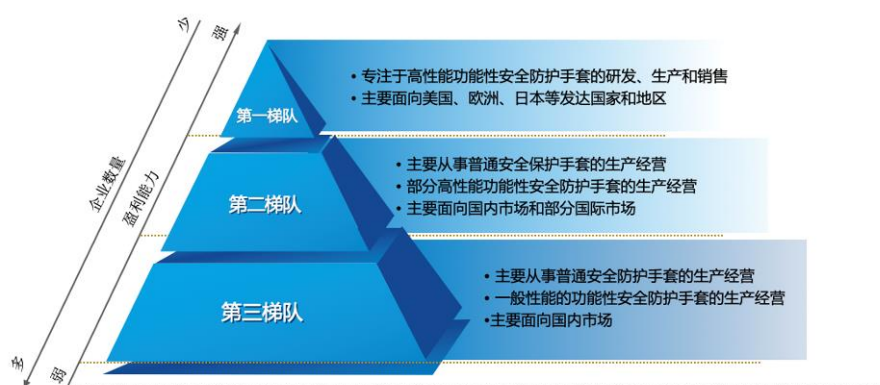 少
强
企业数量
盈利能力
多
弱
第一梯队
• 专注于高性能功能性安全防护手套的研发、生产和销售
• 主要面向美国、欧洲、日本等发达国家和地区
第二梯队
• 主要从事普通安全保护手套的生产经营
• 部分高性能功能性安全防护手套的生产经营
• 主要面向国内市场和部分国际市场
第三梯队
• 主要从事普通安全防护手套的生产经营
• 一般性能的功能性安全防护手套的生产经营
•主要面向国内市场